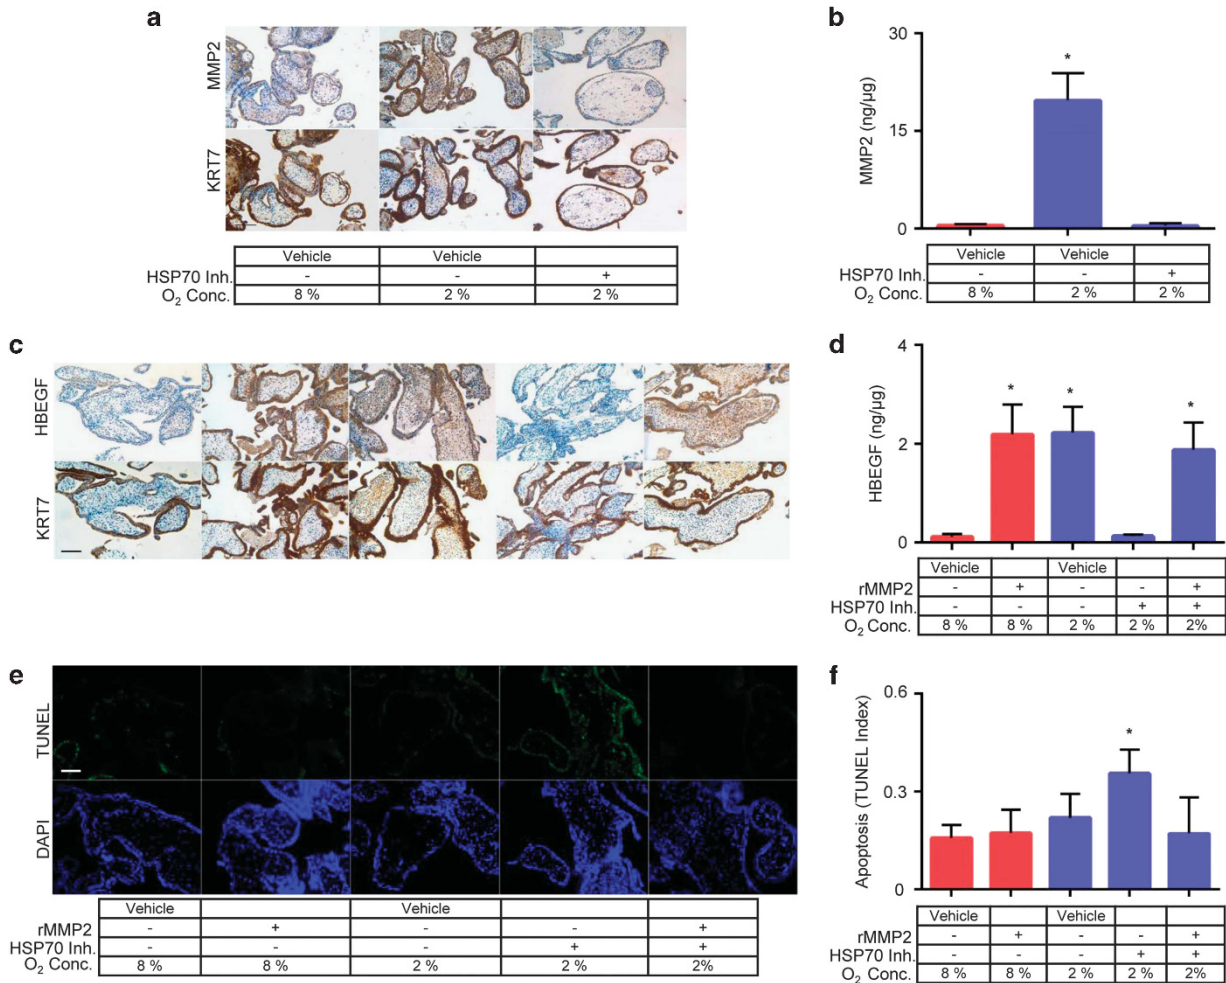 a
MMP2
KRT7
Vehicle Vehicle
HSP70 Inh. - - +
O2 Conc. 8 % 2 % 2 %
b
MMP2 (ng/µg)
30
15
0
*
Vehicle Vehicle
HSP70 Inh. - - +
O2 Conc. 8% 2% 2%
c
HBEGF
KRT7
d
HBEGF (ng/µg)
4
2
0
* * *
Vehicle Vehicle
rMMP2 - + - - +
HSP70 Inh. - - - + +
O2 Conc. 8 % 8 % 2 % 2 % 2%
e
TUNEL
DAPI
Vehicle Vehicle
rMMP2 - + - - +
HSP70 Inh. - - - + +
O2 Conc. 8 % 8 % 2 % 2 % 2%
f
Apoptosis (TUNEL Index)
0.6
0.3
0
*
Vehicle Vehicle
rMMP2 - + - - +
HSP70 Inh. - - - + +
O2 Conc. 8 % 8 % 2 % 2 % 2%